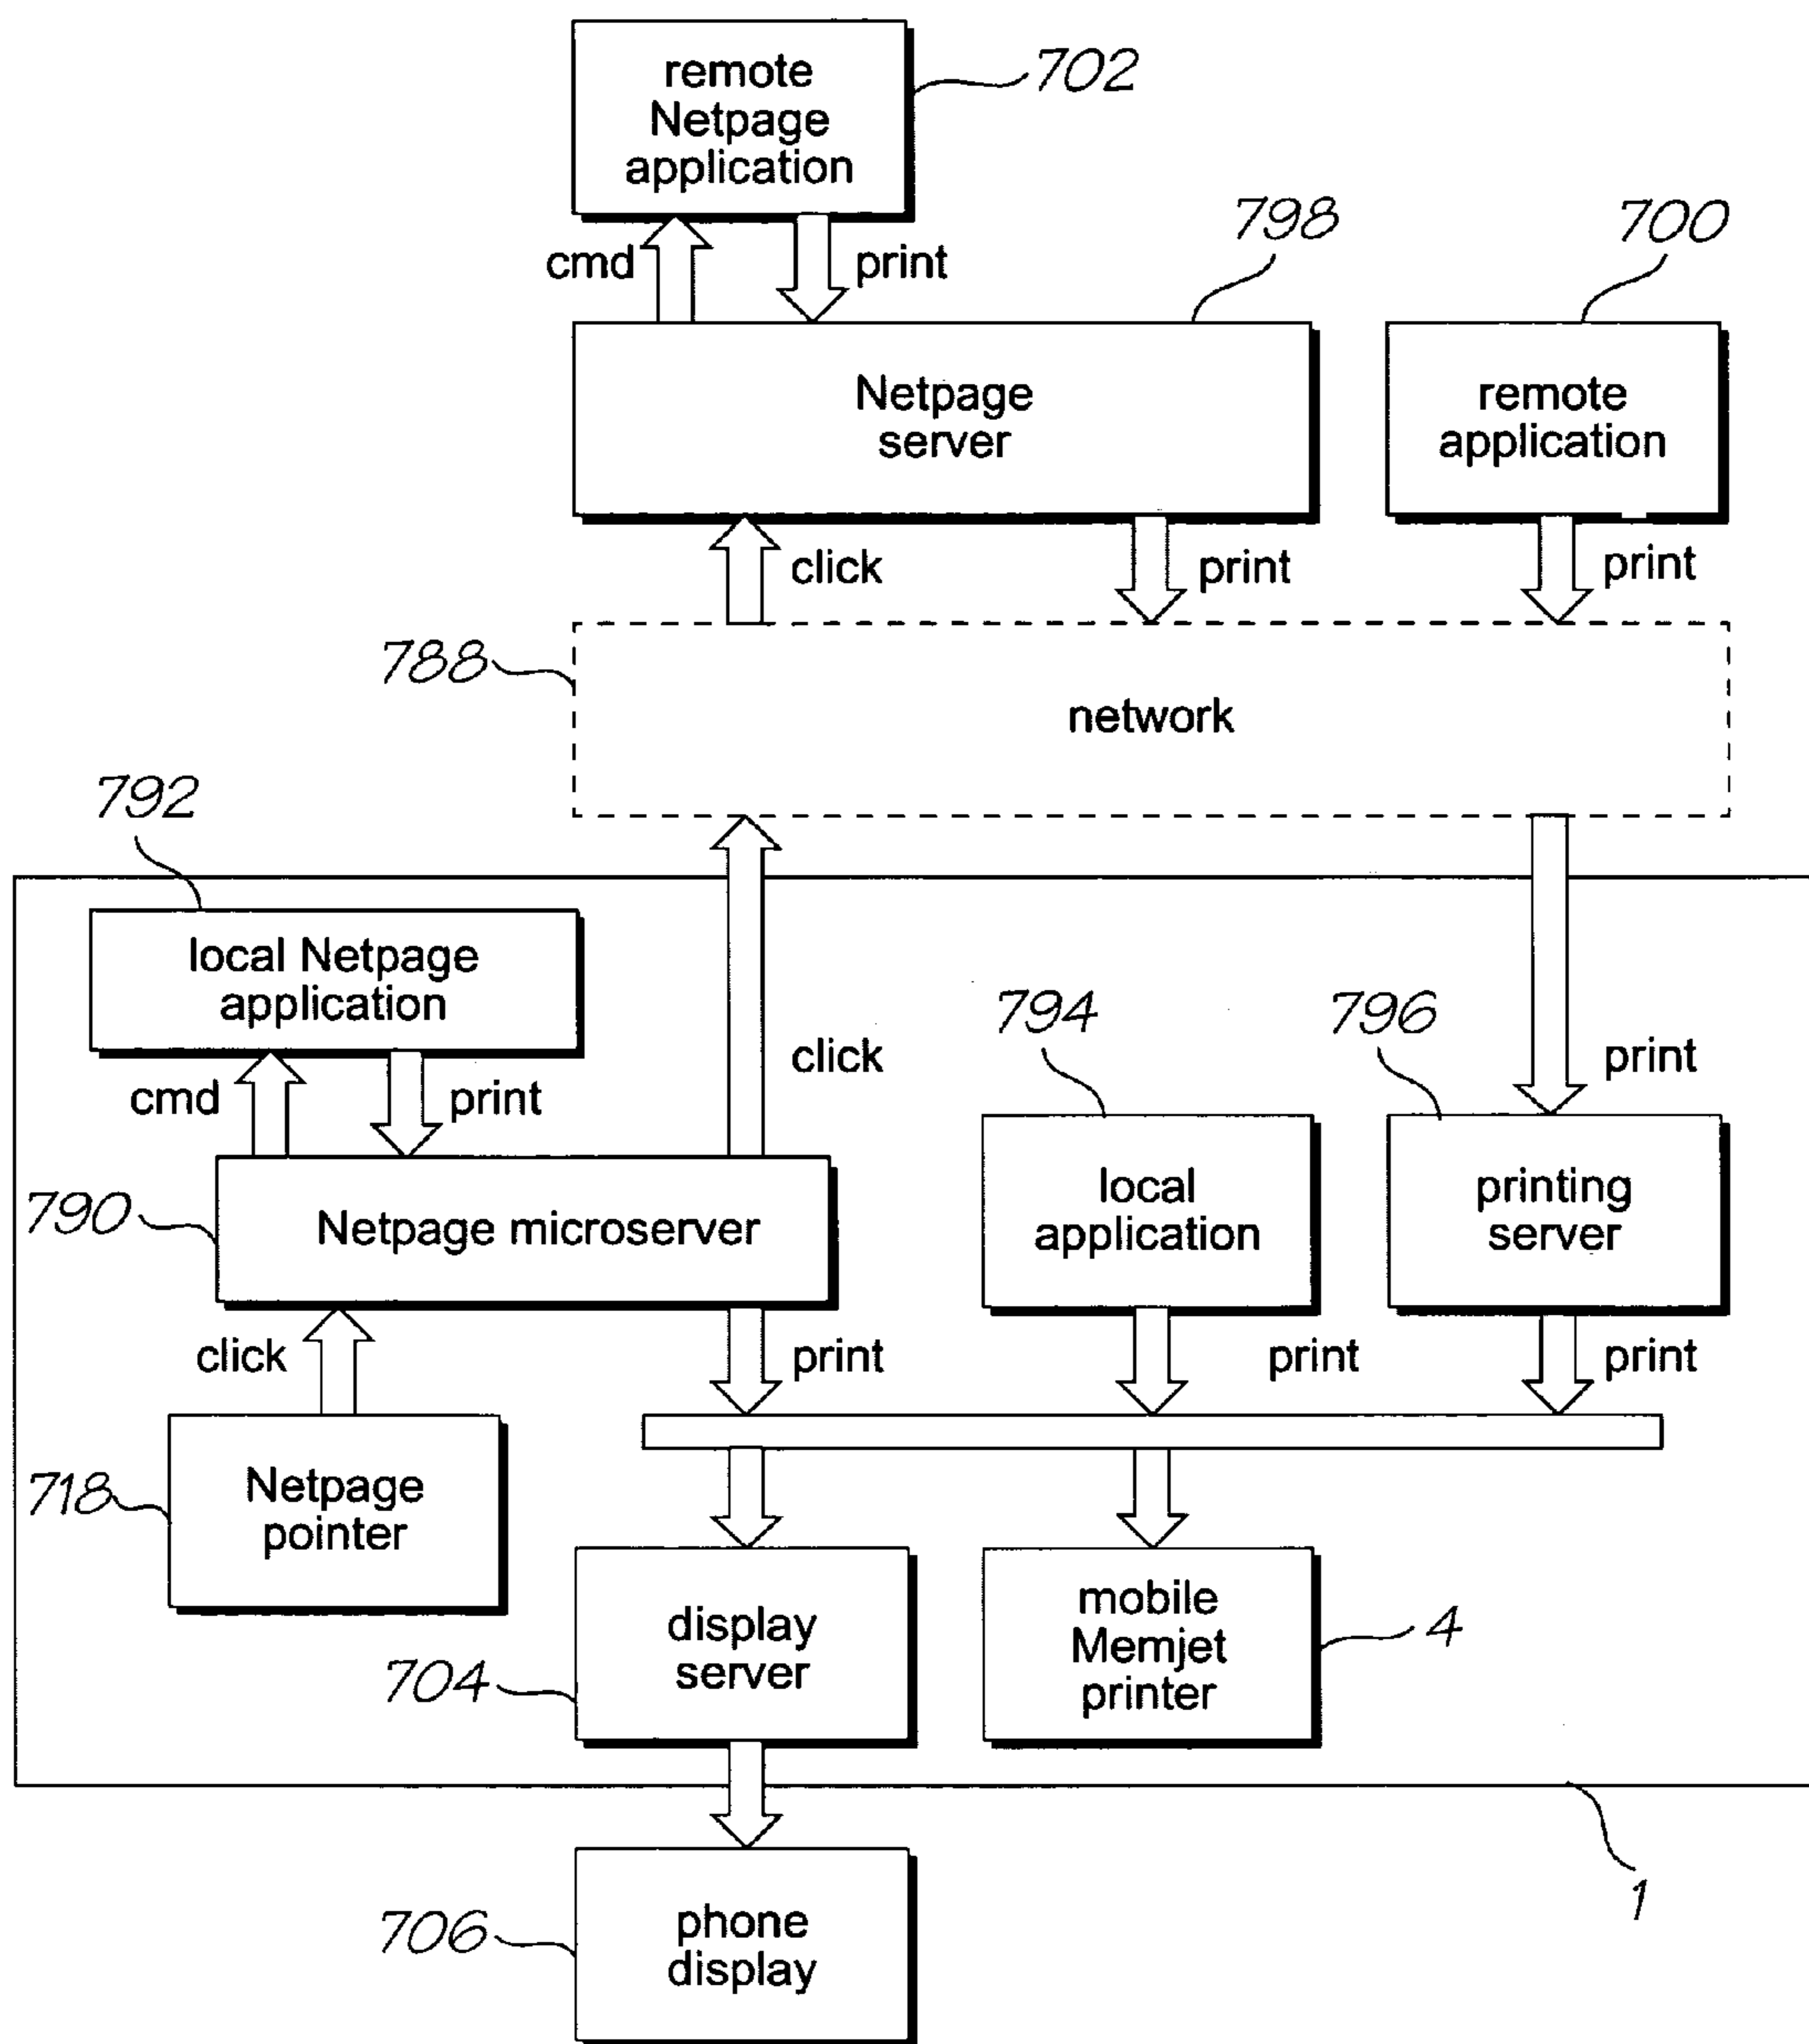 remote
Netpage
application
702
cmd
print
798
700
Netpage
server
remote
application
click
print
print
788
network
792
local Netpage
application
794
796
click
print
cmd
print
790
Netpage microserver
local
application
printing
server
click
print
print
print
718
Netpage
pointer
display
server
704
mobile
Memjet
printer
4
706
phone
display
1